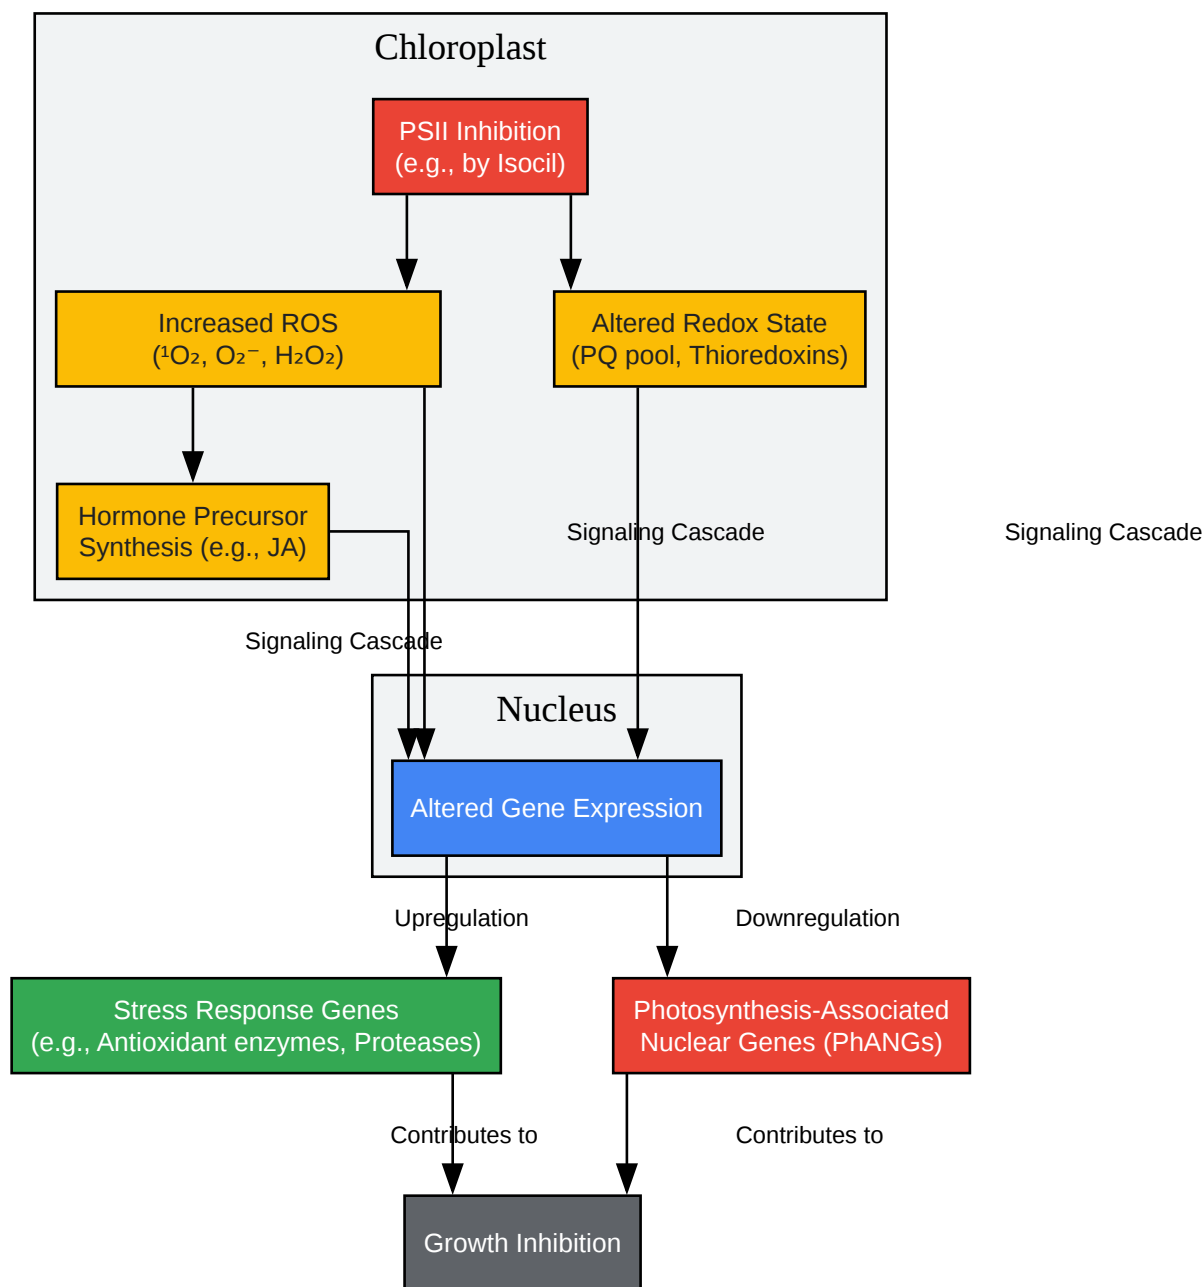 Chloroplast
PSII Inhibition
(e.g., by Isocil)
Increased ROS
(¹O₂, O₂⁻, H₂O₂)
Altered Redox State
(PQ pool, Thioredoxins)
Hormone Precursor
Synthesis (e.g., JA)
Signaling Cascade
Signaling Cascade
Signaling Cascade
Nucleus
Altered Gene Expression
Upregulation
Downregulation
Stress Response Genes
(e.g., Antioxidant enzymes, Proteases)
Photosynthesis-Associated
Nuclear Genes (PhANGs)
Contributes to
Contributes to
Growth Inhibition